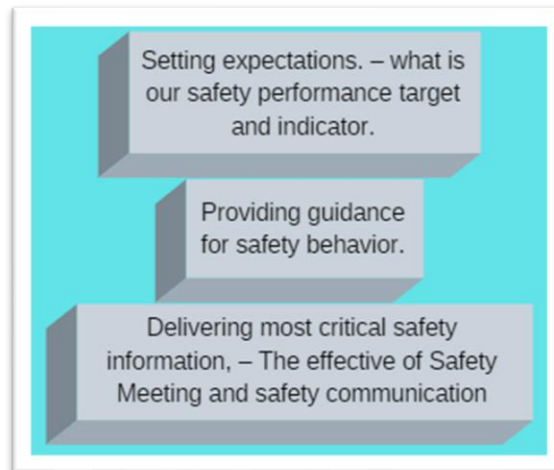 Setting expectations. – what is
our safety performance target
and indicator.
Providing guidance
for safety behavior.
Delivering most critical safety
information, – The effective of Safety
Meeting and safety communication